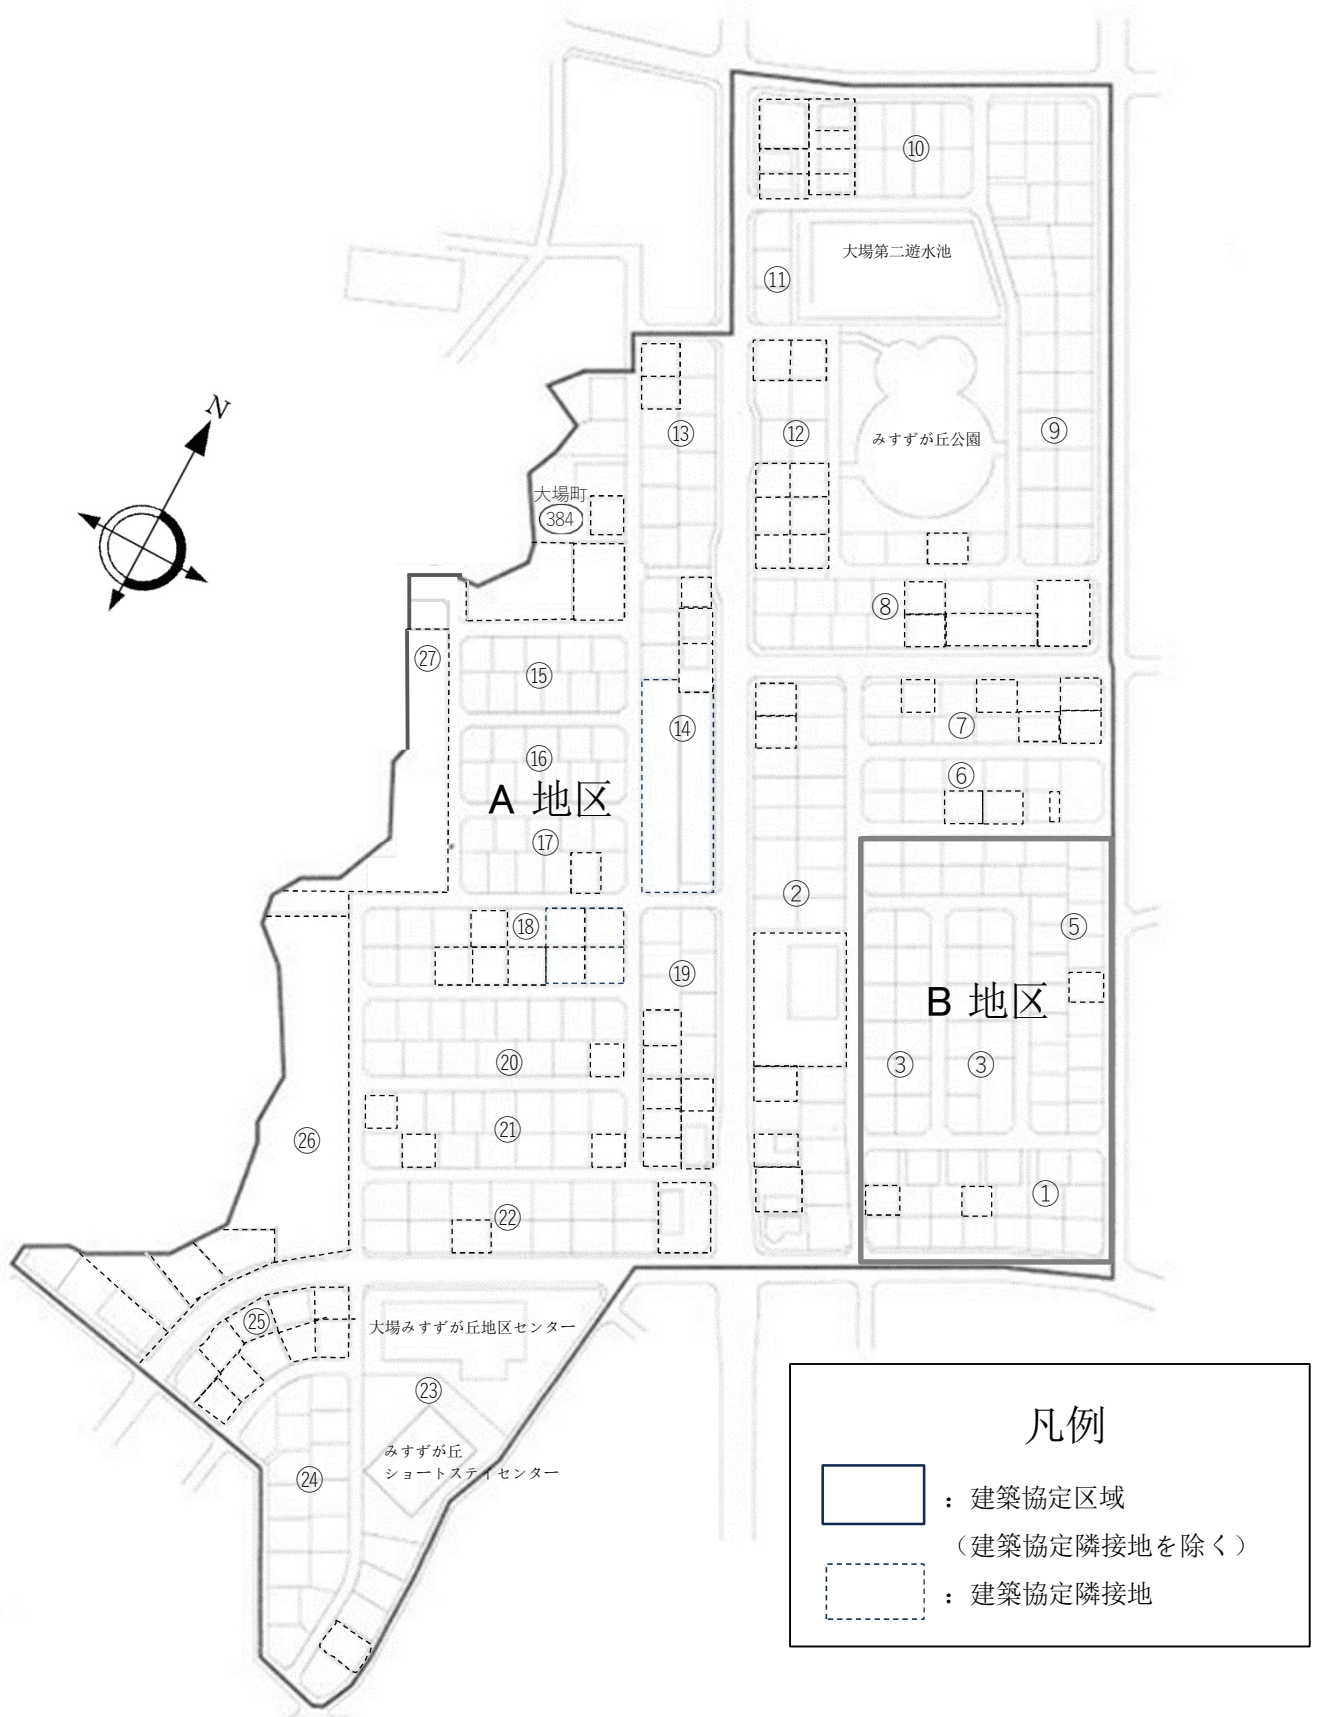 ⑩
大場第二遊水池
⑪
N
⑬
⑫
みすずが丘公園
⑨
大場町
384
⑧
㉗
⑮
⑭
⑦
⑯
⑥
A 地区
⑰
②
⑱
⑤
⑲
B 地区
⑳
③
③
㉖
㉑
①
㉒
㉕
大場みすずが丘地区センター
㉓
みすずが丘
ショートステイセンター
㉔
凡例
：建築協定区域
（建築協定隣接地を除く）
：建築協定隣接地